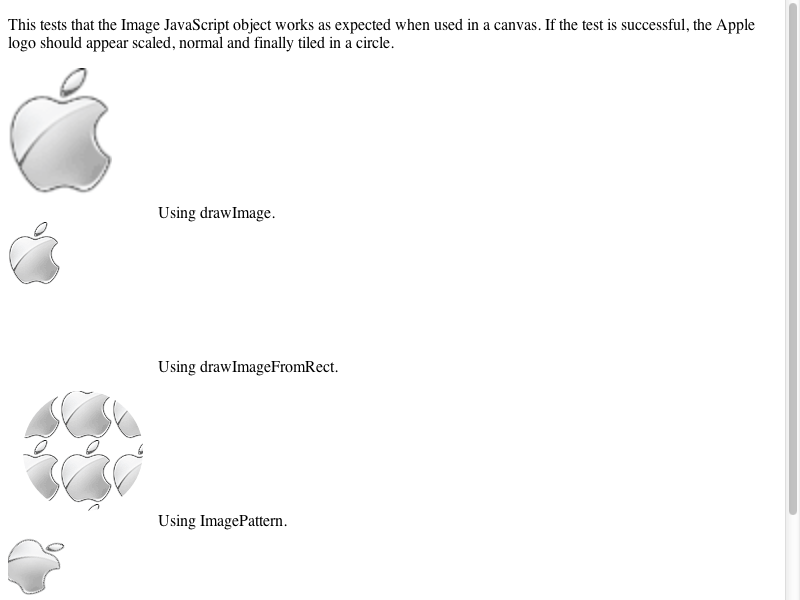 This tests that the Image JavaScript object works as expected when used in a canvas. If the test is successful, the Apple
logo should appear scaled, normal and finally tiled in a circle.
Using drawImage.
Using drawImageFromRect.
Using ImagePattern.